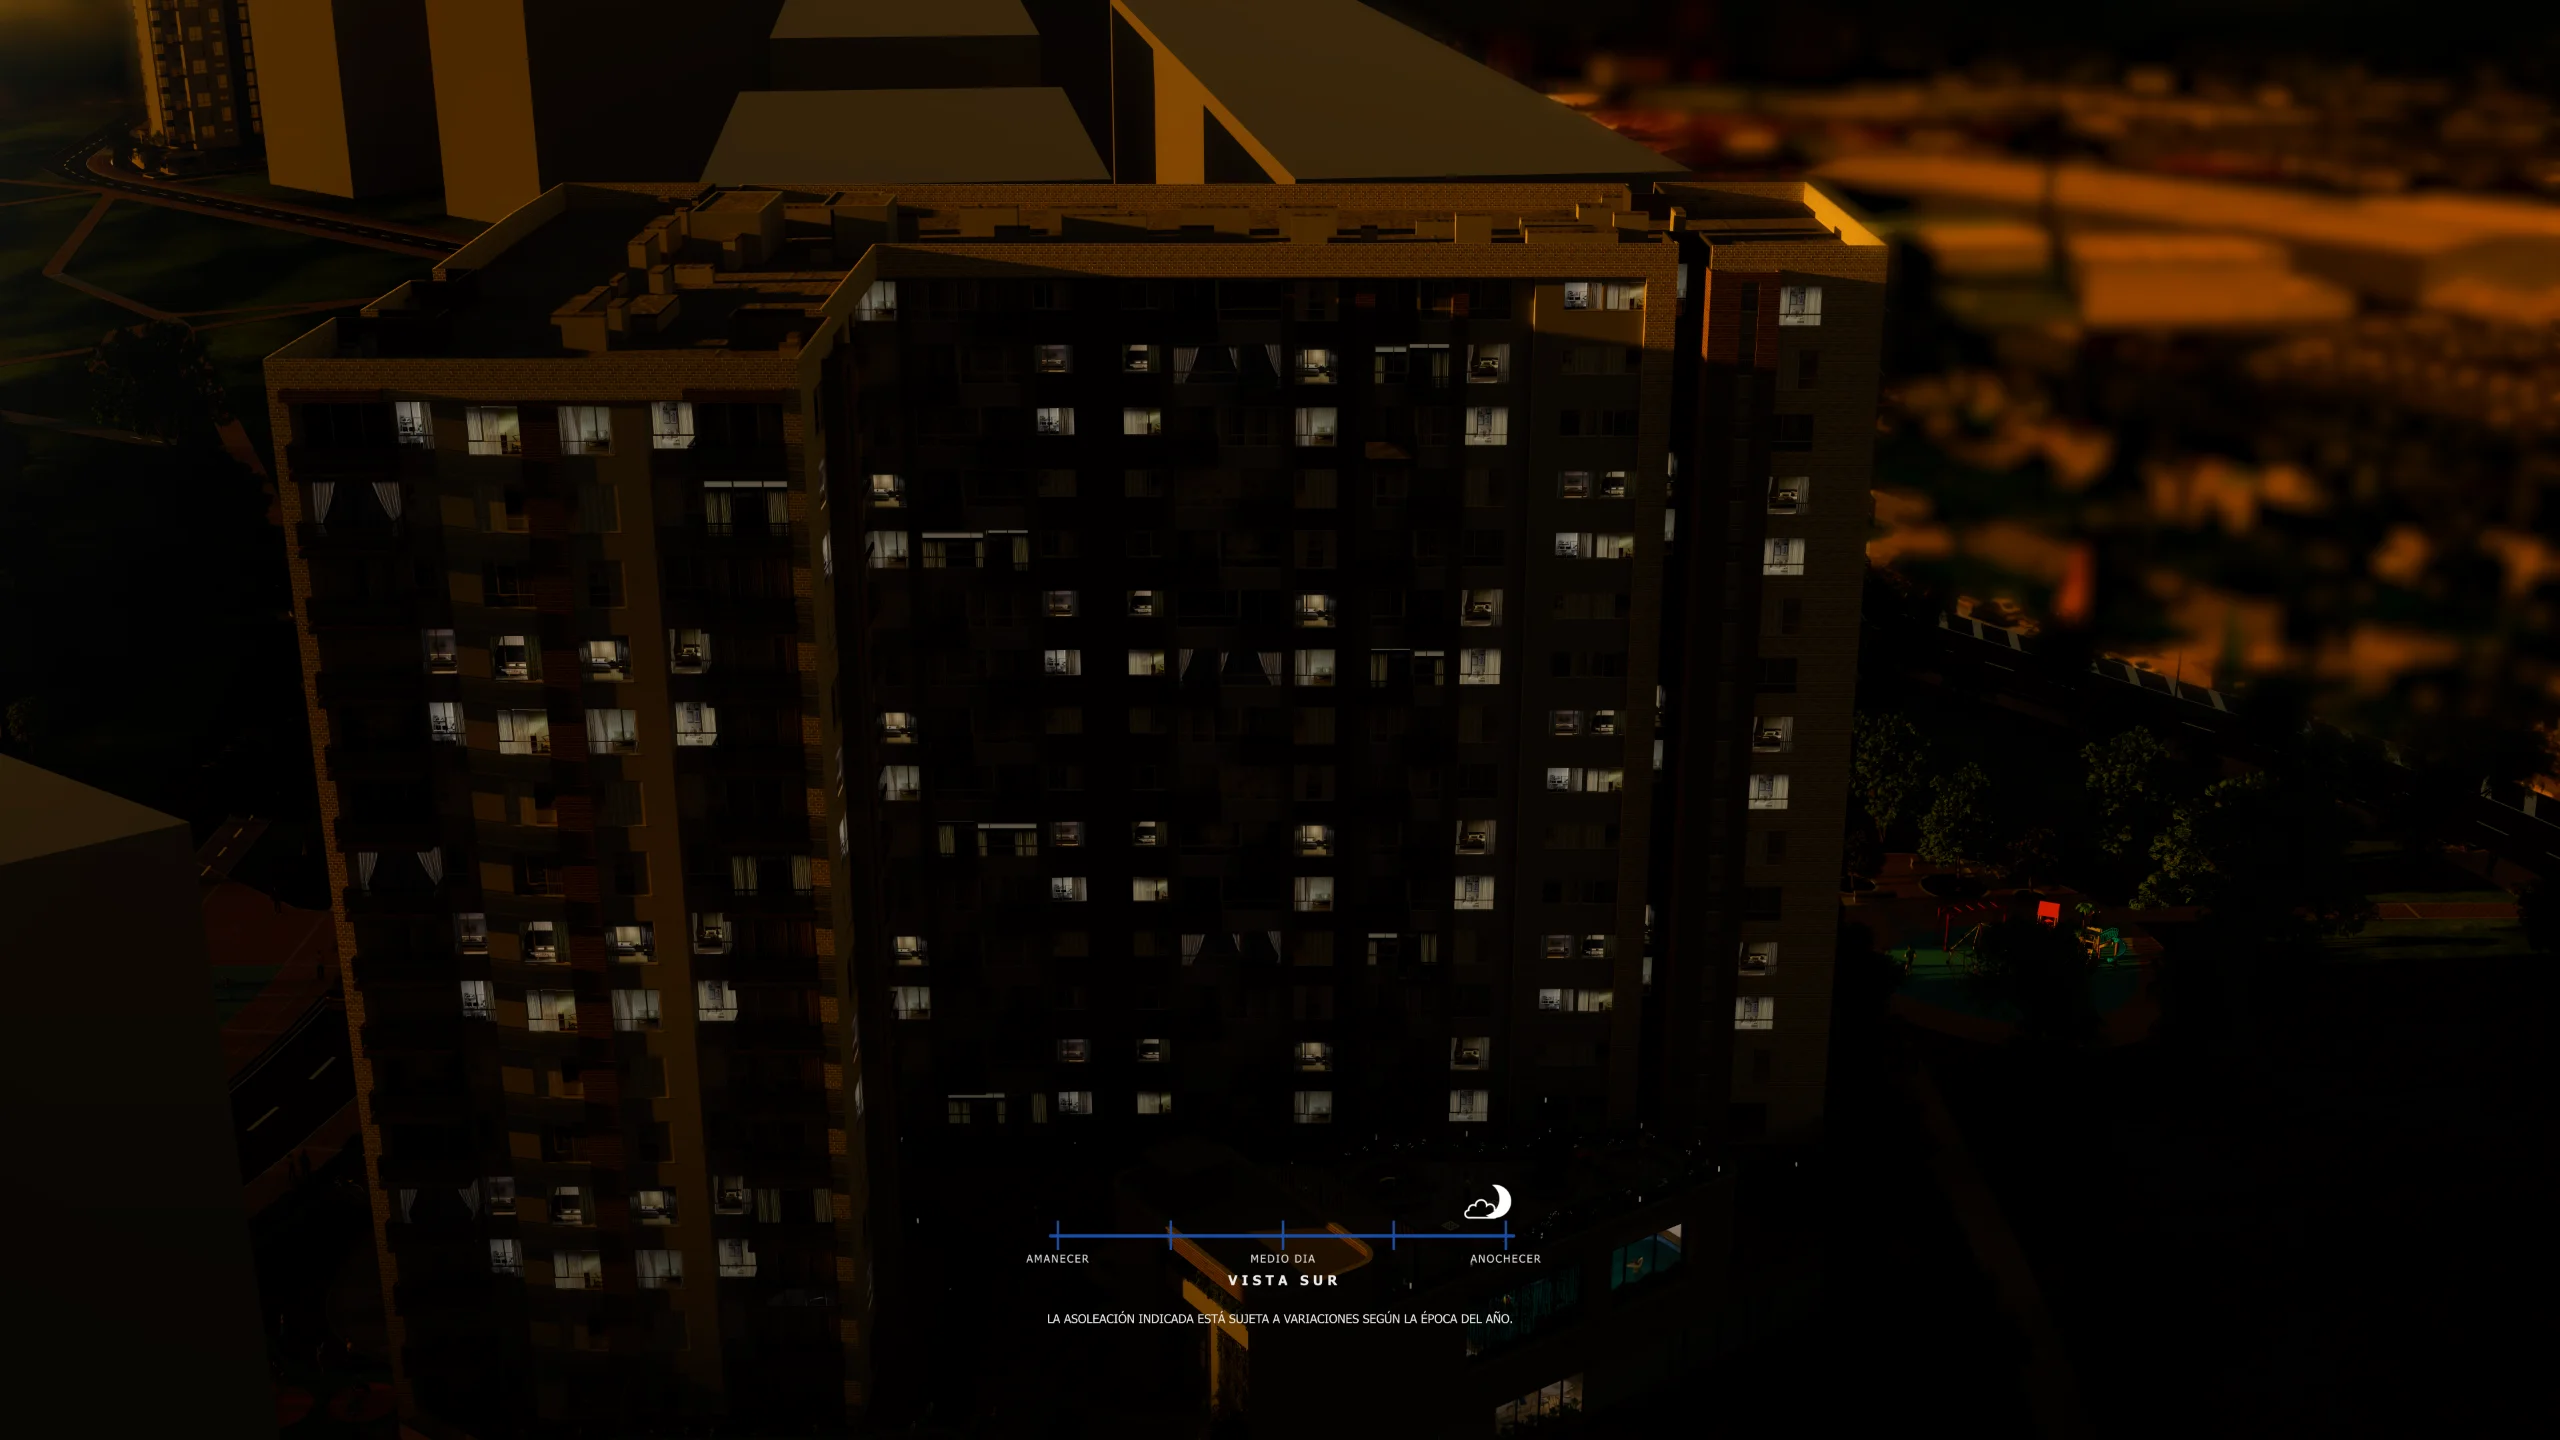 AMANECER
MEDIO DIA
ANOCHECER
VISTA SUR
LA ASOLEACIÓN INDICADA ESTÁ SUJETA A VARIACIONES SEGÚN LA ÉPOCA DEL AÑO.